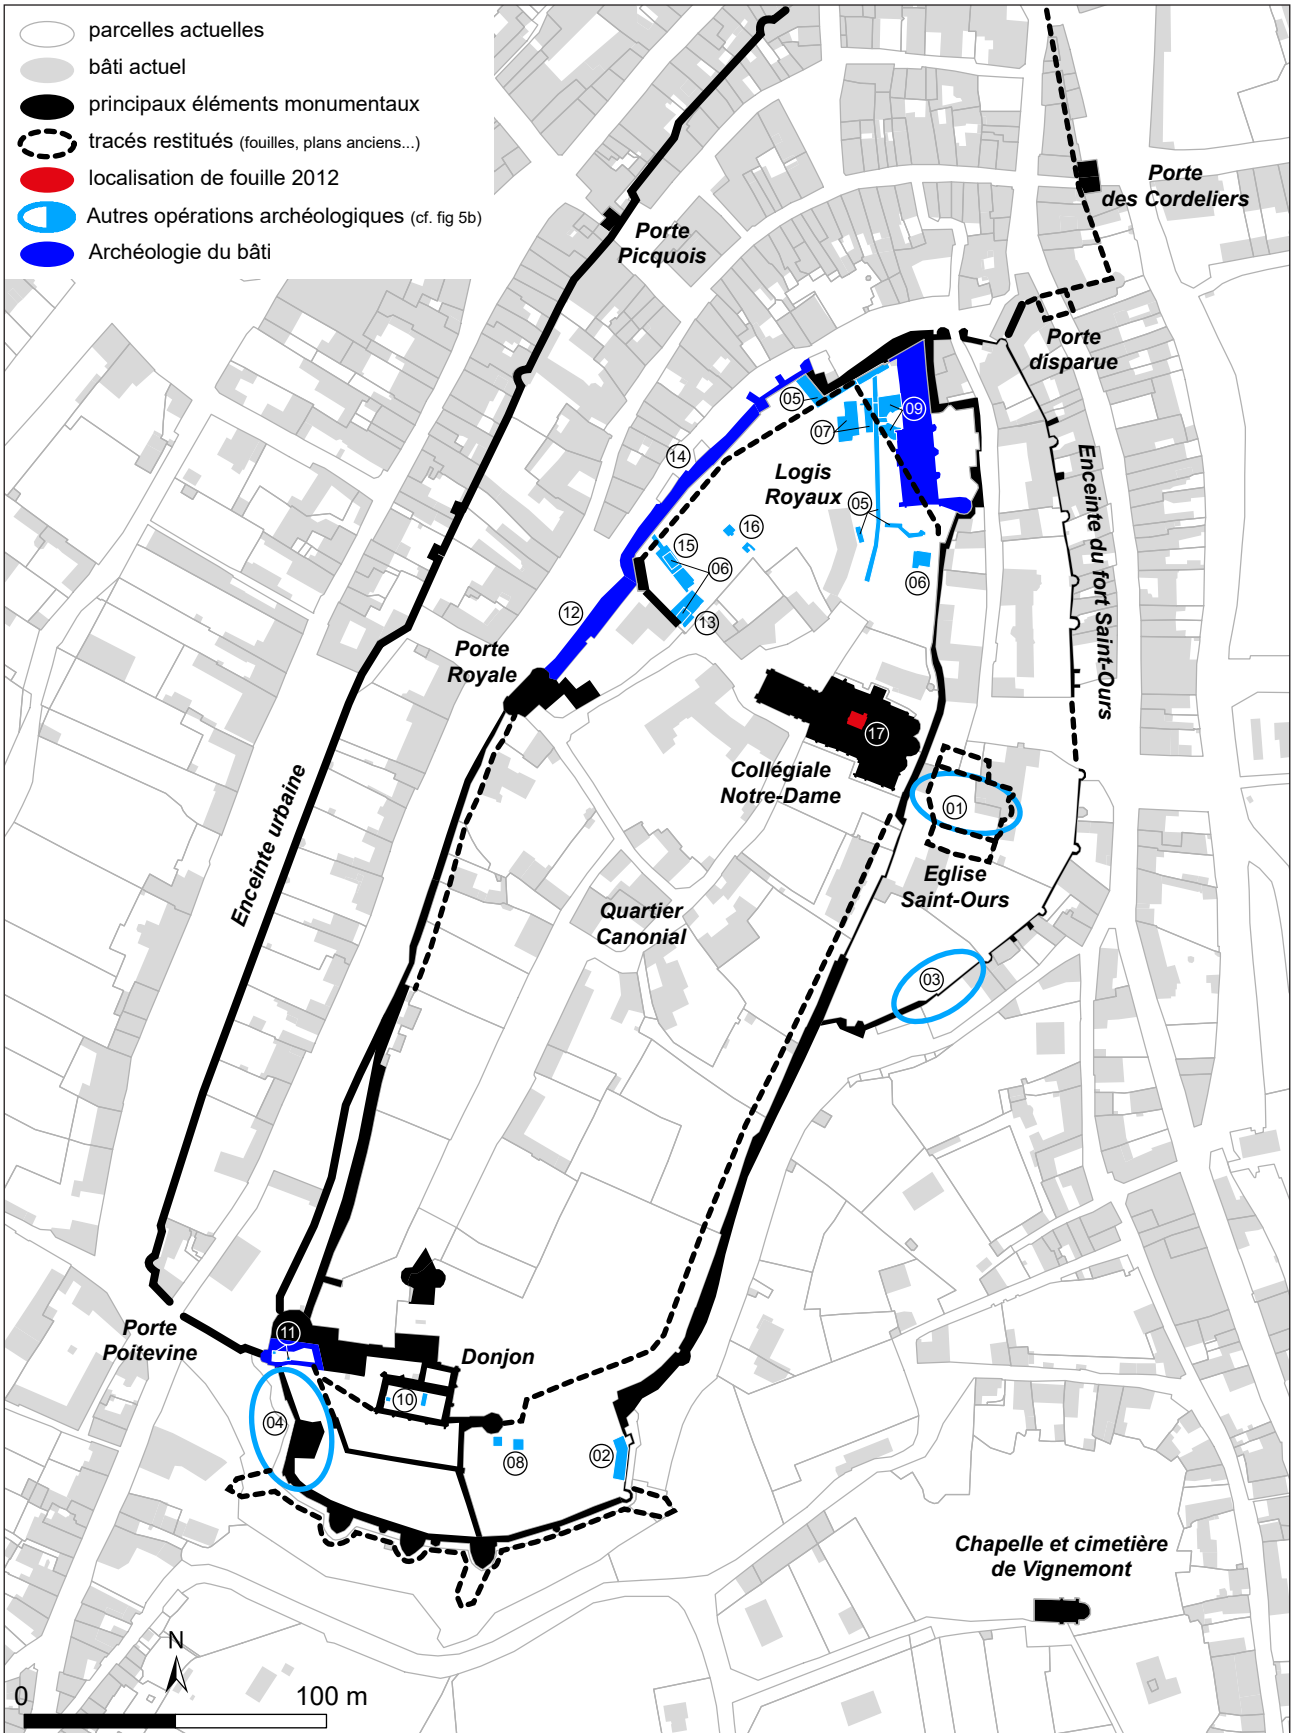 parcelles actuelles
bâti actuel
principaux éléments monumentaux
tracés restitués (fouilles, plans anciens...)
localisation de fouille 2012
Autres opérations archéologiques (cf. fig 5b)
Archéologie du bâti
Porte
des Cordeliers
Porte
Picquois
Porte
disparue
05
09
07
14
Logis
Royaux
Enceinte du fort Saint-Ours
05
16
15
06
06
12
13
Porte
Royale
17
Collégiale
Notre-Dame
01
Enceinte urbaine
Eglise
Saint-Ours
Quartier
Canonial
03
11
Porte
Poitevine
Donjon
10
04
08
02
Chapelle et cimetière
de Vignemont
N
0
100 m